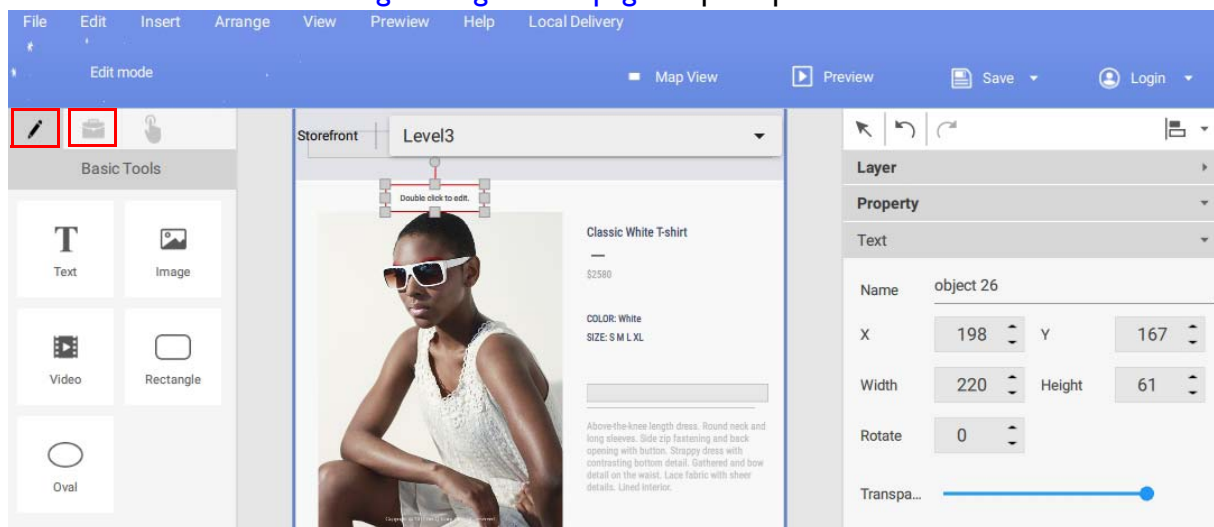 File Edit Insert Arrange View Prewiew Help Local Delivery
Edit mode Map View Preview Save Login
Storefront Level3
Basic Tools
Layer
Double click to edit.
Property
T
Classic White T-shirt
Text
Text Image
$2580
Name object 26
COLOR: White
SIZE: S M L XL
X 198 Y 167
Video Rectangle
Width 220 Height 61
Above-the-knee length dress. Round neck and
long sleeves. Side zip fastening and back
opening with button. Strappy dress with
contrasting bottom detail. Gathered and bow
detail on the waist. Lace fabric with sheer
details. Lined interior.
Rotate 0
Oval
Transpa...